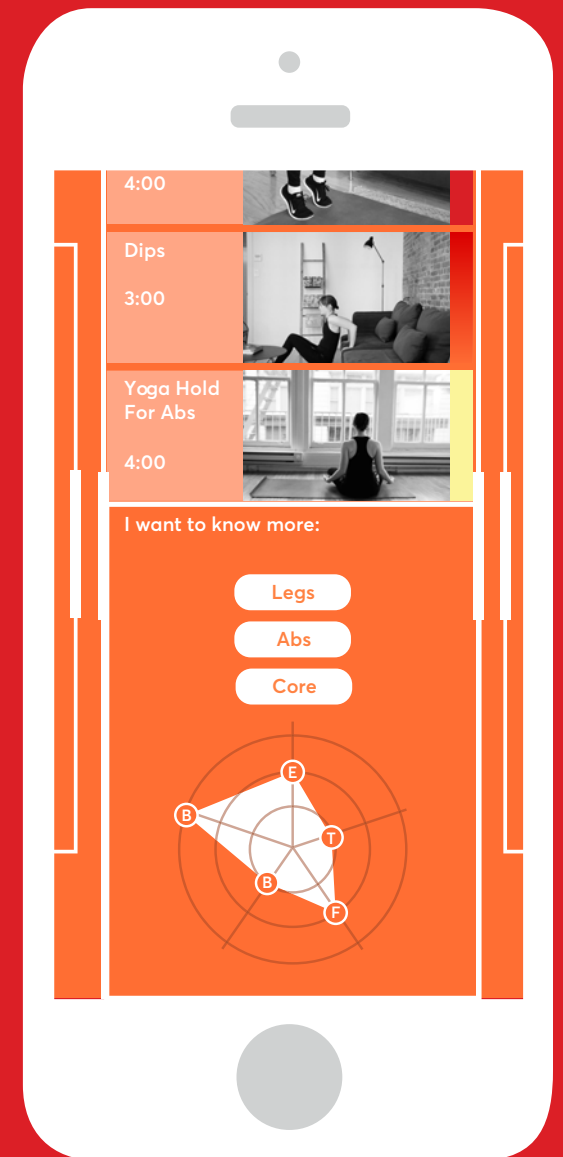 4:00
Dips
3:00
Yoga Hold
For Abs
4:00
I want to know more:
Legs
Abs
Core
E
B
T
B
F